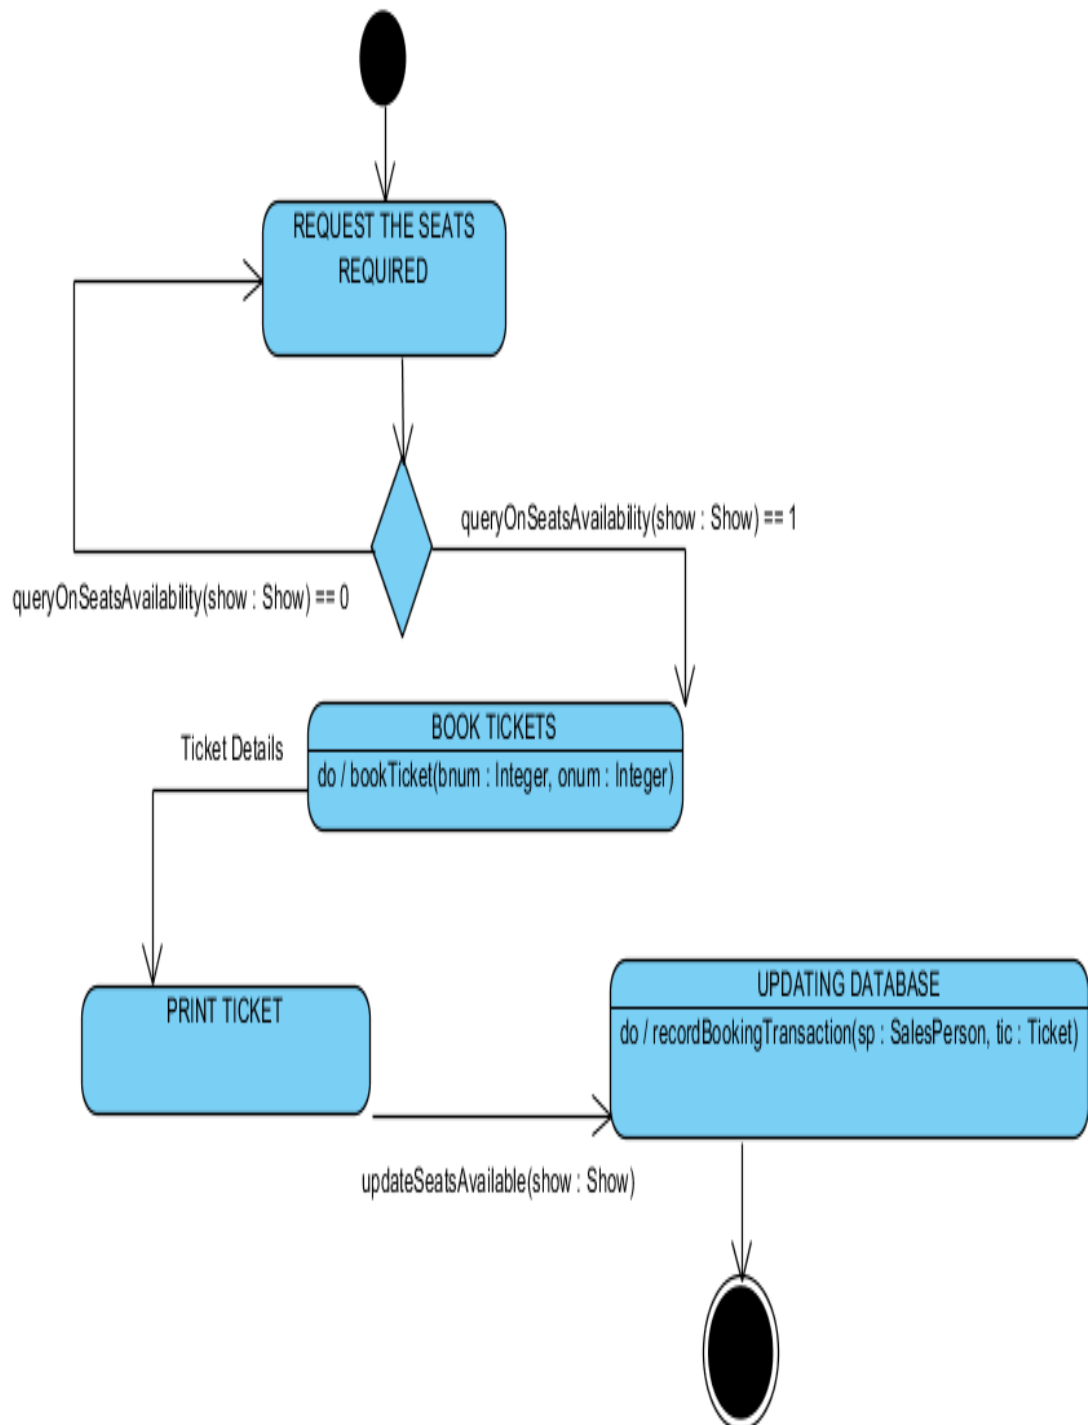 REQUEST THE SEATS
REQUIRED
queryOnSeatsAvailability(show : Show) == 1
queryOnSeatsAvailability(show : Show) == 0
BOOK TICKETS
Ticket Details
do / bookTicket(bnum : Integer, onum : Integer)
UPDATING DATABASE
PRINT TICKET
do / recordBookingTransaction(sp : SalesPerson, tic : Ticket)
updateSeatsAvailable(show : Show)